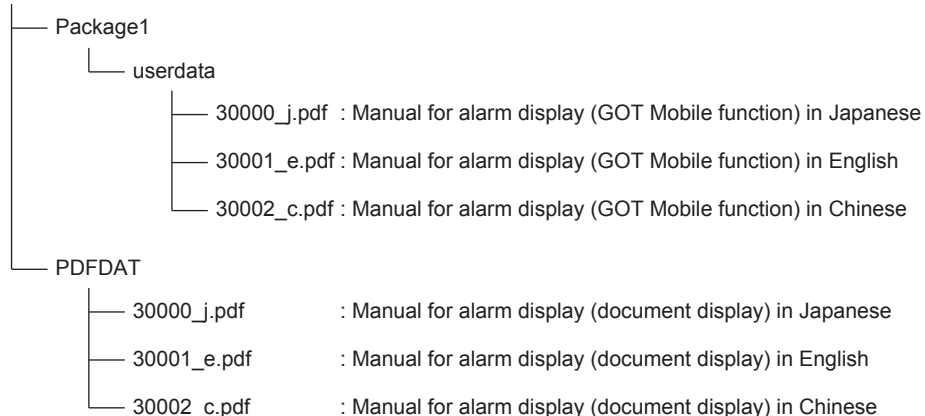 Package1
userdata
30000_j.pdf : Manual for alarm display (GOT Mobile function) in Japanese
30001_e.pdf : Manual for alarm display (GOT Mobile function) in English
30002_c.pdf : Manual for alarm display (GOT Mobile function) in Chinese
PDFDAT
30000_j.pdf : Manual for alarm display (document display) in Japanese
30001_e.pdf : Manual for alarm display (document display) in English
30002_c.pdf : Manual for alarm display (document display) in Chinese